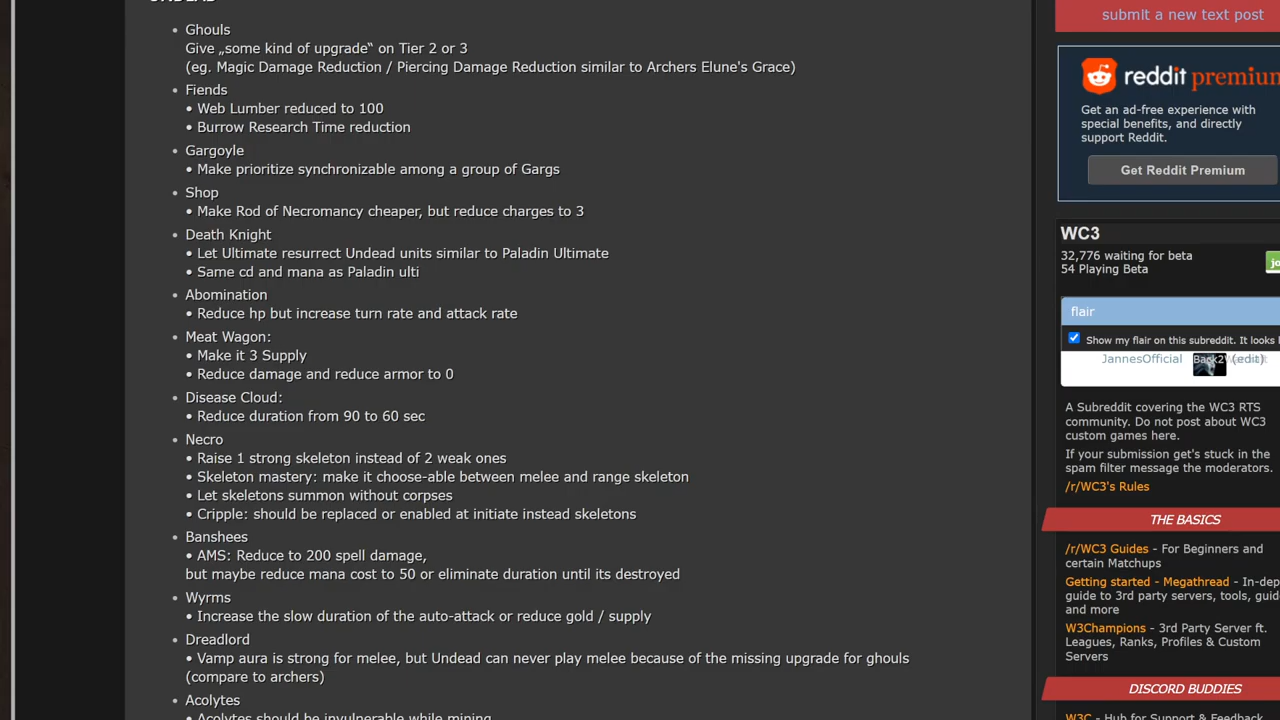 Ghouls
Give „some kind of upgrade“ on Tier 2 or 3
(eg. Magic Damage Reduction / Piercing Damage Reduction similar to Archers Elune's Grace)
Fiends
• Web Lumber reduced to 100
• Burrow Research Time reduction
Gargoyle
• Make prioritize synchronizable among a group of Gargs
Shop
• Make Rod of Necromancy cheaper, but reduce charges to 3
Death Knight
• Let Ultimate resurrect Undead units similar to Paladin Ultimate
• Same cd and mana as Paladin ulti
Abomination
• Reduce hp but increase turn rate and attack rate
Meat Wagon:
• Make it 3 Supply
• Reduce damage and reduce armor to 0
Disease Cloud:
• Reduce duration from 90 to 60 sec
Necro
• Raise 1 strong skeleton instead of 2 weak ones
• Skeleton mastery: make it choose-able between melee and range skeleton
• Let skeletons summon without corpses
• Cripple: should be replaced or enabled at initiate instead skeletons
Banshees
• AMS: Reduce to 200 spell damage,
but maybe reduce mana cost to 50 or eliminate duration until its destroyed
Wyrms
• Increase the slow duration of the auto-attack or reduce gold / supply
Dreadlord
• Vamp aura is strong for melee, but Undead can never play melee because of the missing upgrade for ghouls
(compare to archers)
Acolytes
• Acolytes should be invulnerable while mining
submit a new text post
reddit premium
Get an ad-free experience with
special benefits, and directly
support Reddit.
Get Reddit Premium
WC3
32,776 waiting for beta
54 Playing Beta
jo
flair
Show my flair on this subreddit. It looks
JannesOfficial (edit)
A Subreddit covering the WC3 RTS
community. Do not post about WC3
custom games here.
If your submission get's stuck in the
spam filter message the moderators.
/r/WC3's Rules
THE BASICS
/r/WC3 Guides - For Beginners and
certain Matchups
Getting started - Megathread - In-dep
guide to 3rd party servers, tools, guid
and more
W3Champions - 3rd Party Server ft.
Leagues, Ranks, Profiles & Custom
Servers
DISCORD BUDDIES
W3C - Hub for Support & Feedback